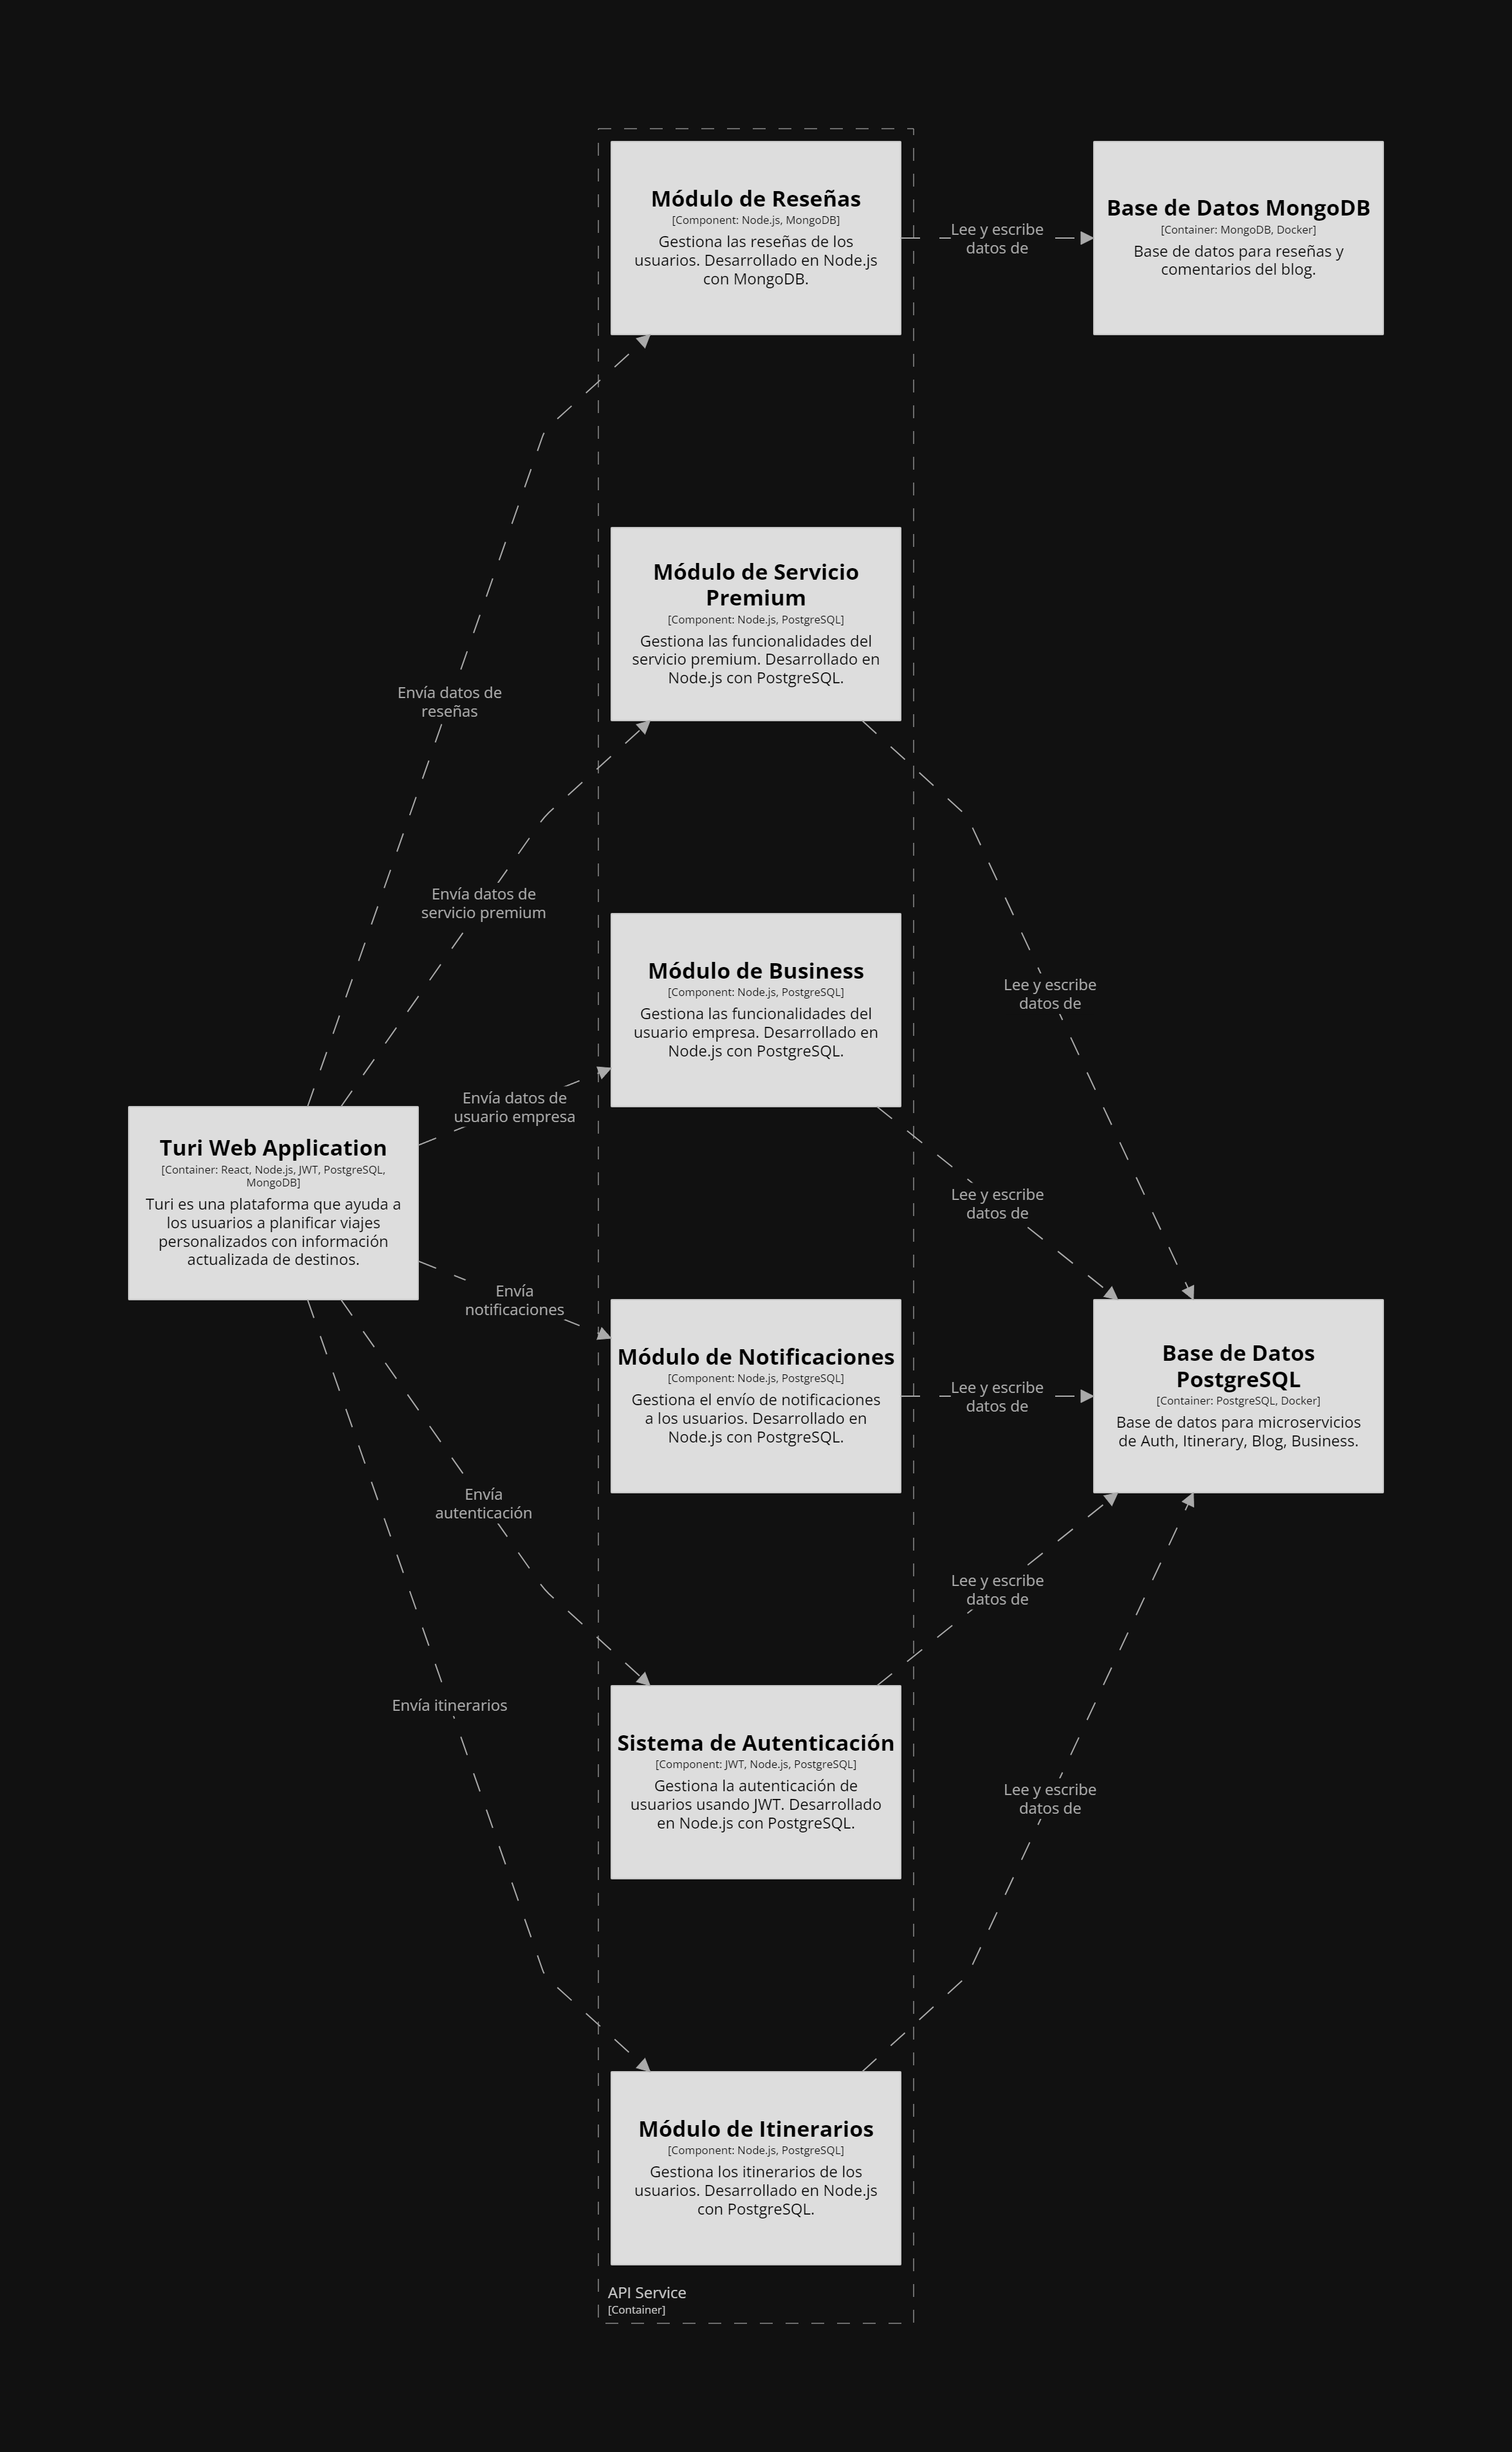 Módulo de Reseñas
[Component: Node.js, MongoDB]
Gestiona las reseñas de los
usuarios. Desarrollado en Node.js
con MongoDB.
Lee y escribe
datos de
Base de Datos MongoDB
[Container: MongoDB, Docker]
Base de datos para reseñas y
comentarios del blog.
Módulo de Servicio
Premium
[Component: Node.js, PostgreSQL]
Gestiona las funcionalidades del
servicio premium. Desarrollado en
Node.js con PostgreSQL.
Envía datos de
reseñas
Envía datos de
servicio premium
Módulo de Business
[Component: Node.js, PostgreSQL]
Gestiona las funcionalidades del
usuario empresa. Desarrollado en
Node.js con PostgreSQL.
Lee y escribe
datos de
Envía datos de
usuario empresa
Turi Web Application
[Container: React, Node.js, JWT, PostgreSQL,
MongoDB]
Turi es una plataforma que ayuda a
los usuarios a planificar viajes
personalizados con información
actualizada de destinos.
Lee y escribe
datos de
Envía
notificaciones
Módulo de Notificaciones
[Component: Node.js, PostgreSQL]
Gestiona el envío de notificaciones
a los usuarios. Desarrollado en
Node.js con PostgreSQL.
Lee y escribe
datos de
Base de Datos
PostgreSQL
[Container: PostgreSQL, Docker]
Base de datos para microservicios
de Auth, Itinerary, Blog, Business.
Envía
autenticación
Lee y escribe
datos de
Envía itinerarios
Sistema de Autenticación
[Component: JWT, Node.js, PostgreSQL]
Gestiona la autenticación de
usuarios usando JWT. Desarrollado
en Node.js con PostgreSQL.
Lee y escribe
datos de
Módulo de Itinerarios
[Component: Node.js, PostgreSQL]
Gestiona los itinerarios de los
usuarios. Desarrollado en Node.js
con PostgreSQL.
API Service
[Container]